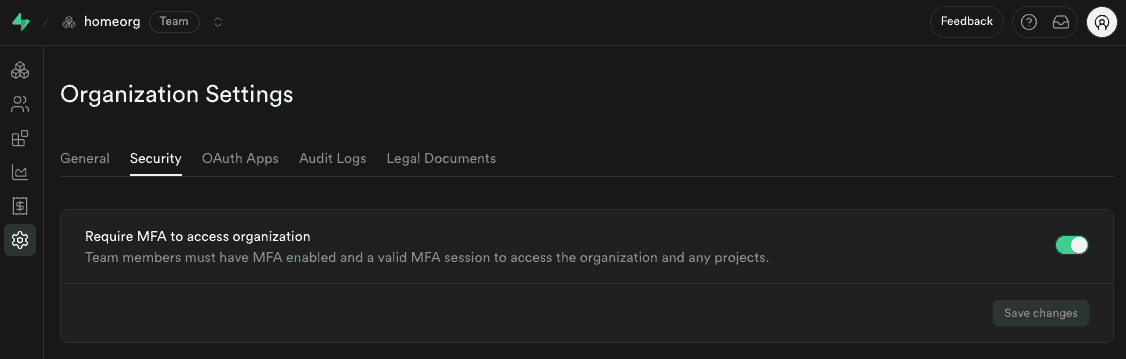 homeorg Team Feedback
Organization Settings
General Security OAuth Apps Audit Logs Legal Documents
Require MFA to access organization
Team members must have MFA enabled and a valid MFA session to access the organization and any projects.
Save changes